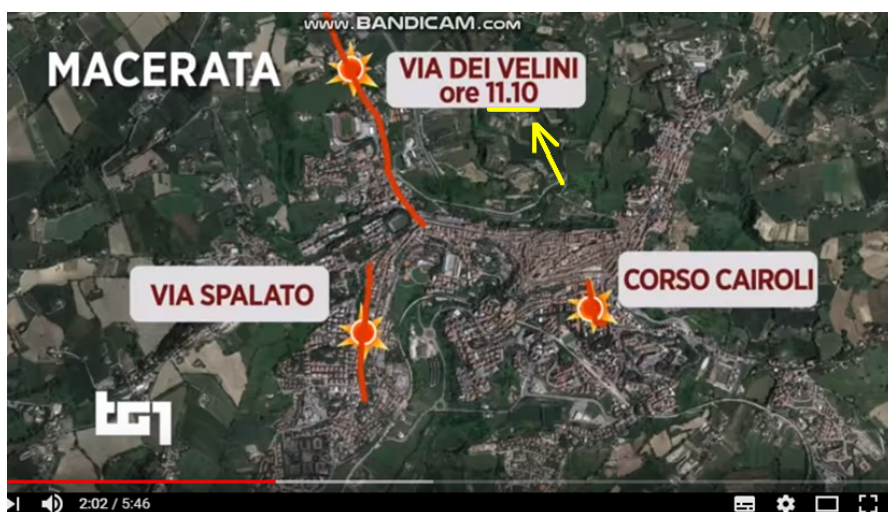 www.BANDICAM.com
MACERATA
VIA DEI VELINI
ore 11.10
VIA SPALATO
CORSO CAIROLI
tg1
2:02 / 5:46